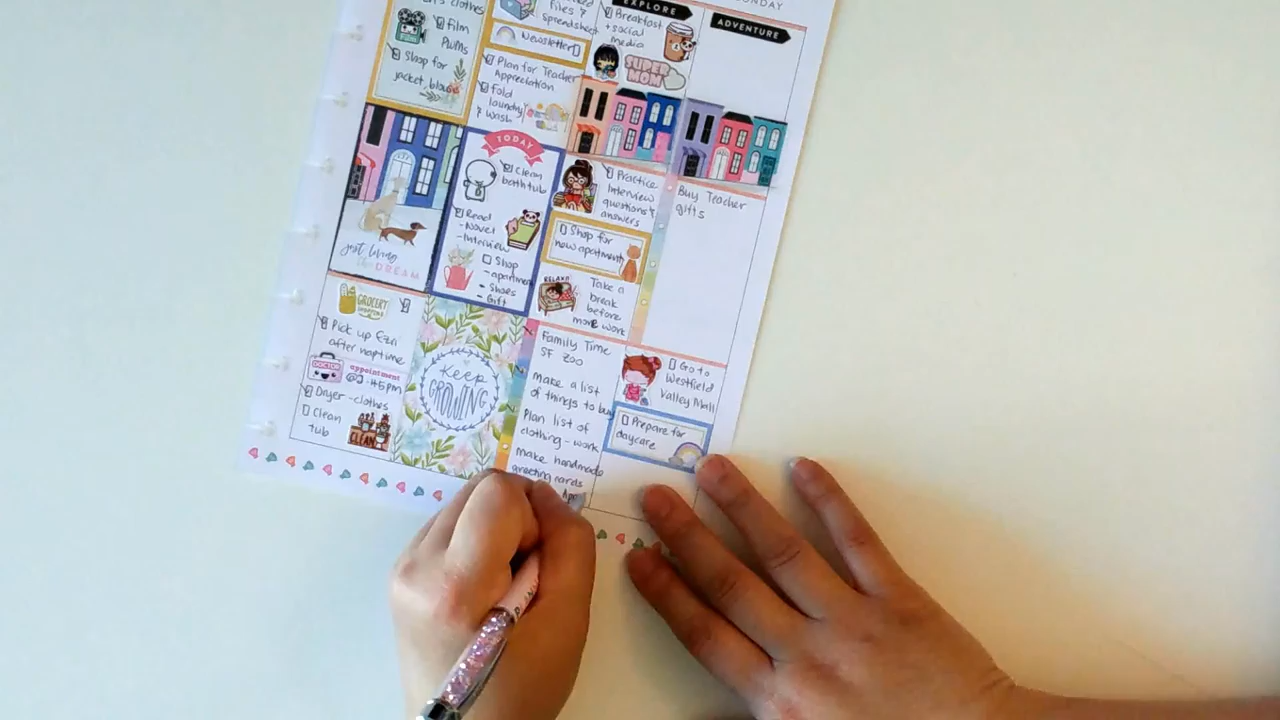 clothes
Film
Shop for
jacket,
files &
spreadsheet
Newsletter
Plan for Teacher
Appreciation
Fold
laundry
& wash
EXPLORE
Breakfast
+ social
media
SUPER
MOM
ADVENTURE
just living
the DREAM
TODAY
Clean
bathtub
Read
-Novel
-Interview
Shop
-apartment
-Shoes
-Gift
Practice
Interview
questions &
answers
Shop for
new apartment
RELAX
Take a
break
before
more work
Buy Teacher
gifts
GROCERY
Pick up Ezri
after naptime
DOCTOR
appointment
Dryer -clothes
Clean
tub
CLEAN
Keep
GROWING
Family Time
SF Zoo
Make a list
of things to buy
Plan list of
clothing - work
Make handmade
greeting cards
Go to
Westfield
Valley Mall
Prepare for
daycare